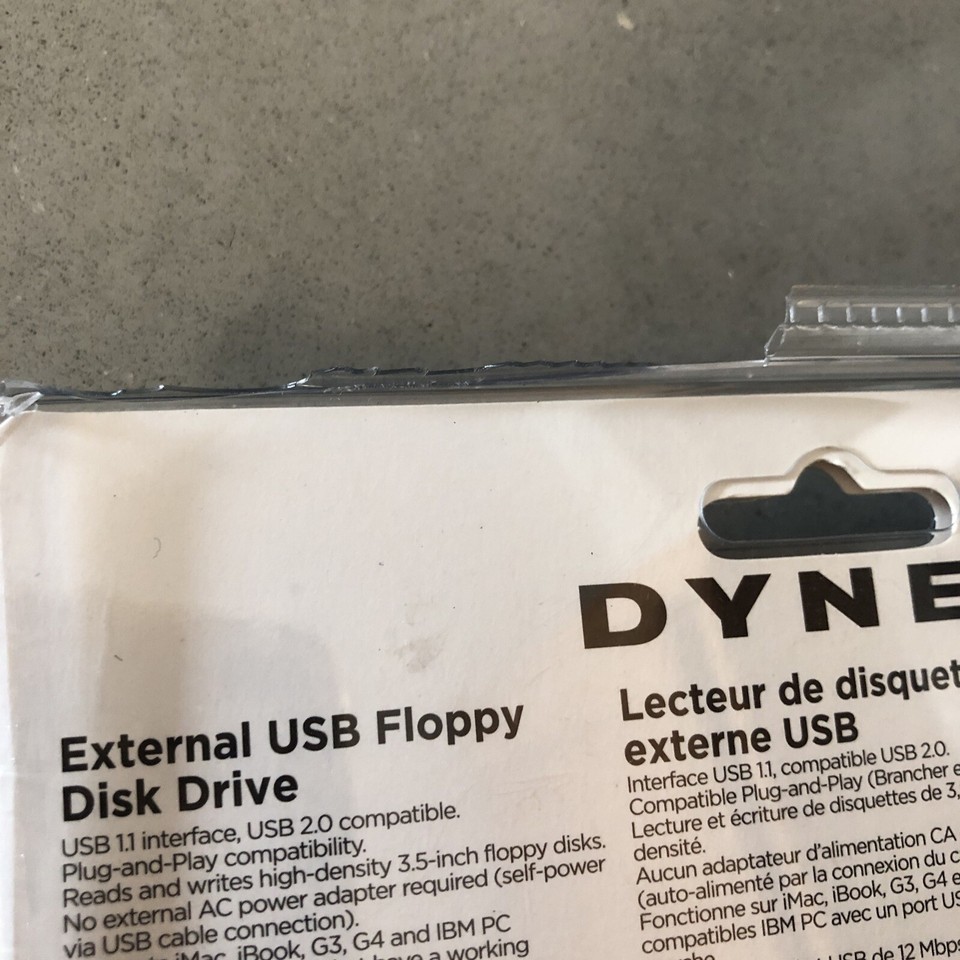 DYNE
External USB Floppy
Disk Drive
USB 1.1 interface, USB 2.0 compatible.
Plug-and-Play compatibility.
Reads and writes high-density 3.5-inch floppy disks.
No external AC power adapter required (self-power
via USB cable connection).
iMac, iBook, G3, G4 and IBM PC
have a working
Lecteur de disquet
externe USB
Interface USB 1.1, compatible USB 2.0.
Compatible Plug-and-Play (Brancher e
Lecture et écriture de disquettes de 3,
densité.
Aucun adaptateur d'alimentation CA
(auto-alimenté par la connexion du c
Fonctionne sur iMac, iBook, G3, G4 e
compatibles IBM PC avec un port US
USB de 12 Mbps